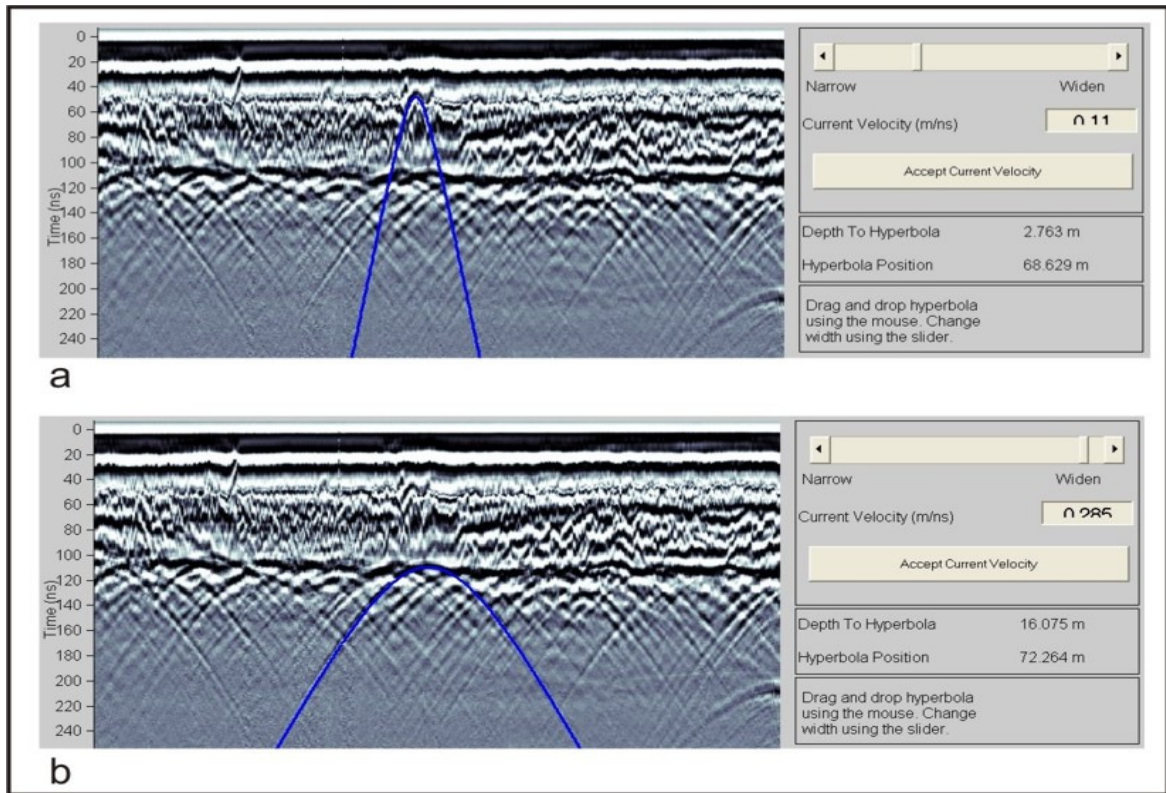 0
20
40
60
80
100
120
140
160
180
200
220
240
Time (ns)
Narrow
Widen
Current Velocity (m/ns)
0.11
Accept Current Velocity
Depth To Hyperbola
2.763 m
Hyperbola Position
68.629 m
Drag and drop hyperbola
using the mouse. Change
width using the slider.
a
0
20
40
60
80
100
120
140
160
180
200
220
240
Time (ns)
Narrow
Widen
Current Velocity (m/ns)
0.285
Accept Current Velocity
Depth To Hyperbola
16.075 m
Hyperbola Position
72.264 m
Drag and drop hyperbola
using the mouse. Change
width using the slider.
b